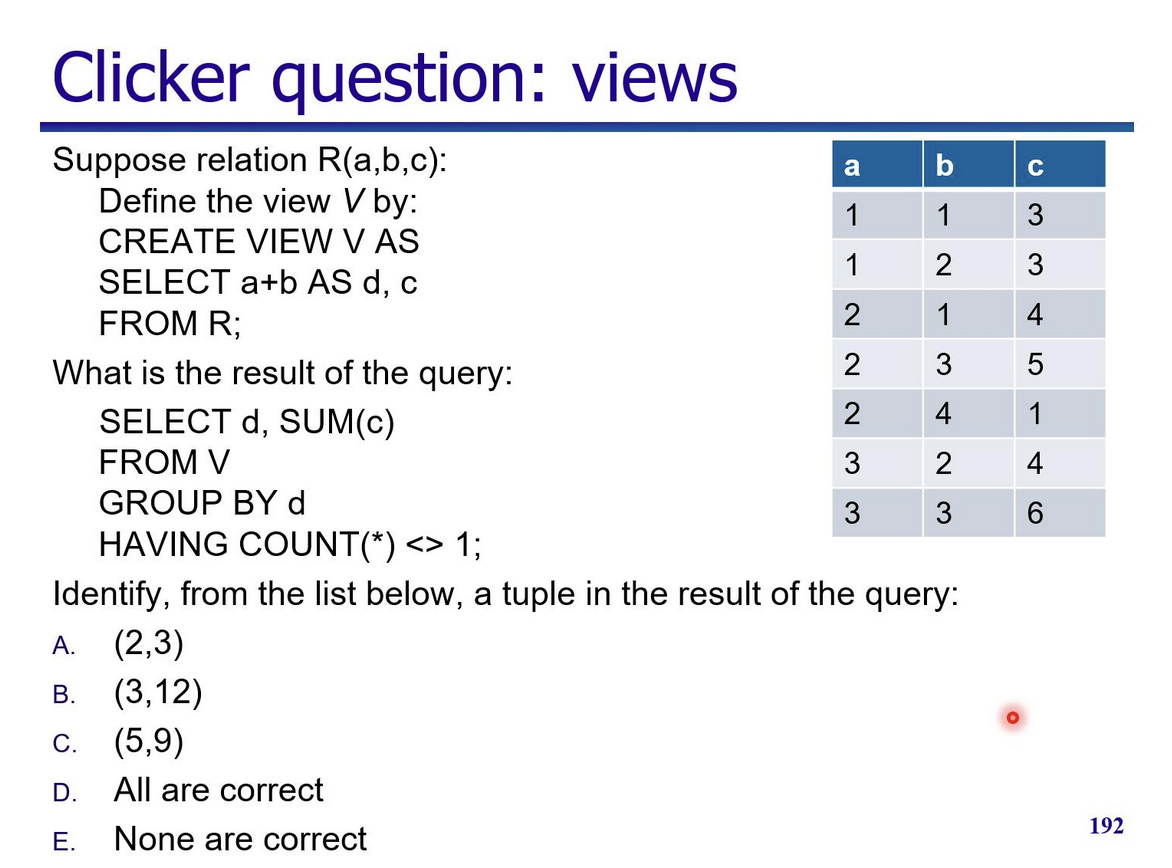 Clicker question: views
Suppose relation R(a,b,c):
Define the view V by:
CREATE VIEW V AS
SELECT a+b AS d, c
FROM R;
What is the result of the query:
SELECT d, SUM(c)
FROM V
GROUP BY d
HAVING COUNT(*) <> 1;
a b c
1 1 3
1 2 3
2 1 4
2 3 5
2 4 1
3 2 4
3 3 6
Identify, from the list below, a tuple in the result of the query:
A. (2,3)
B. (3,12)
C. (5,9)
D. All are correct
E. None are correct
192